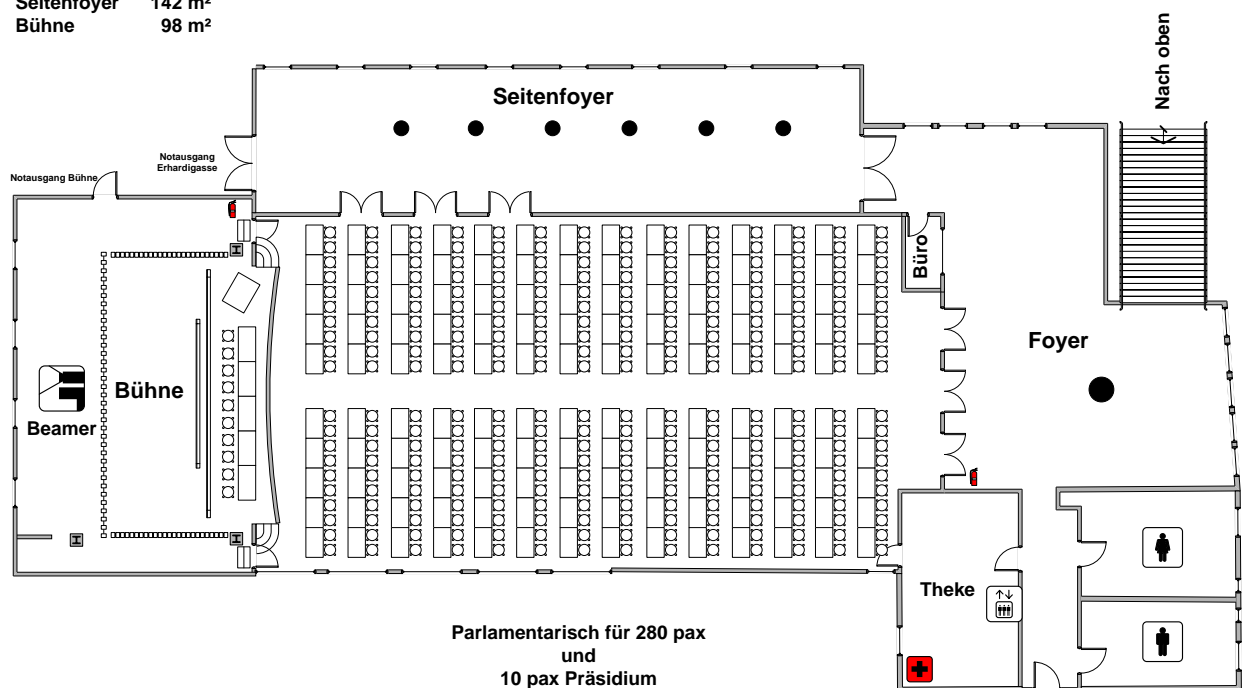 Seitenfoyer 142 m²
Bühne 98 m²
Nach oben
Seitenfoyer
Notausgang
Erhardigasse
Notausgang Bühne
Büro
Foyer
Bühne
Beamer
H
H
H
Theke
Parlamentarisch für 280 pax
und
10 pax Präsidium